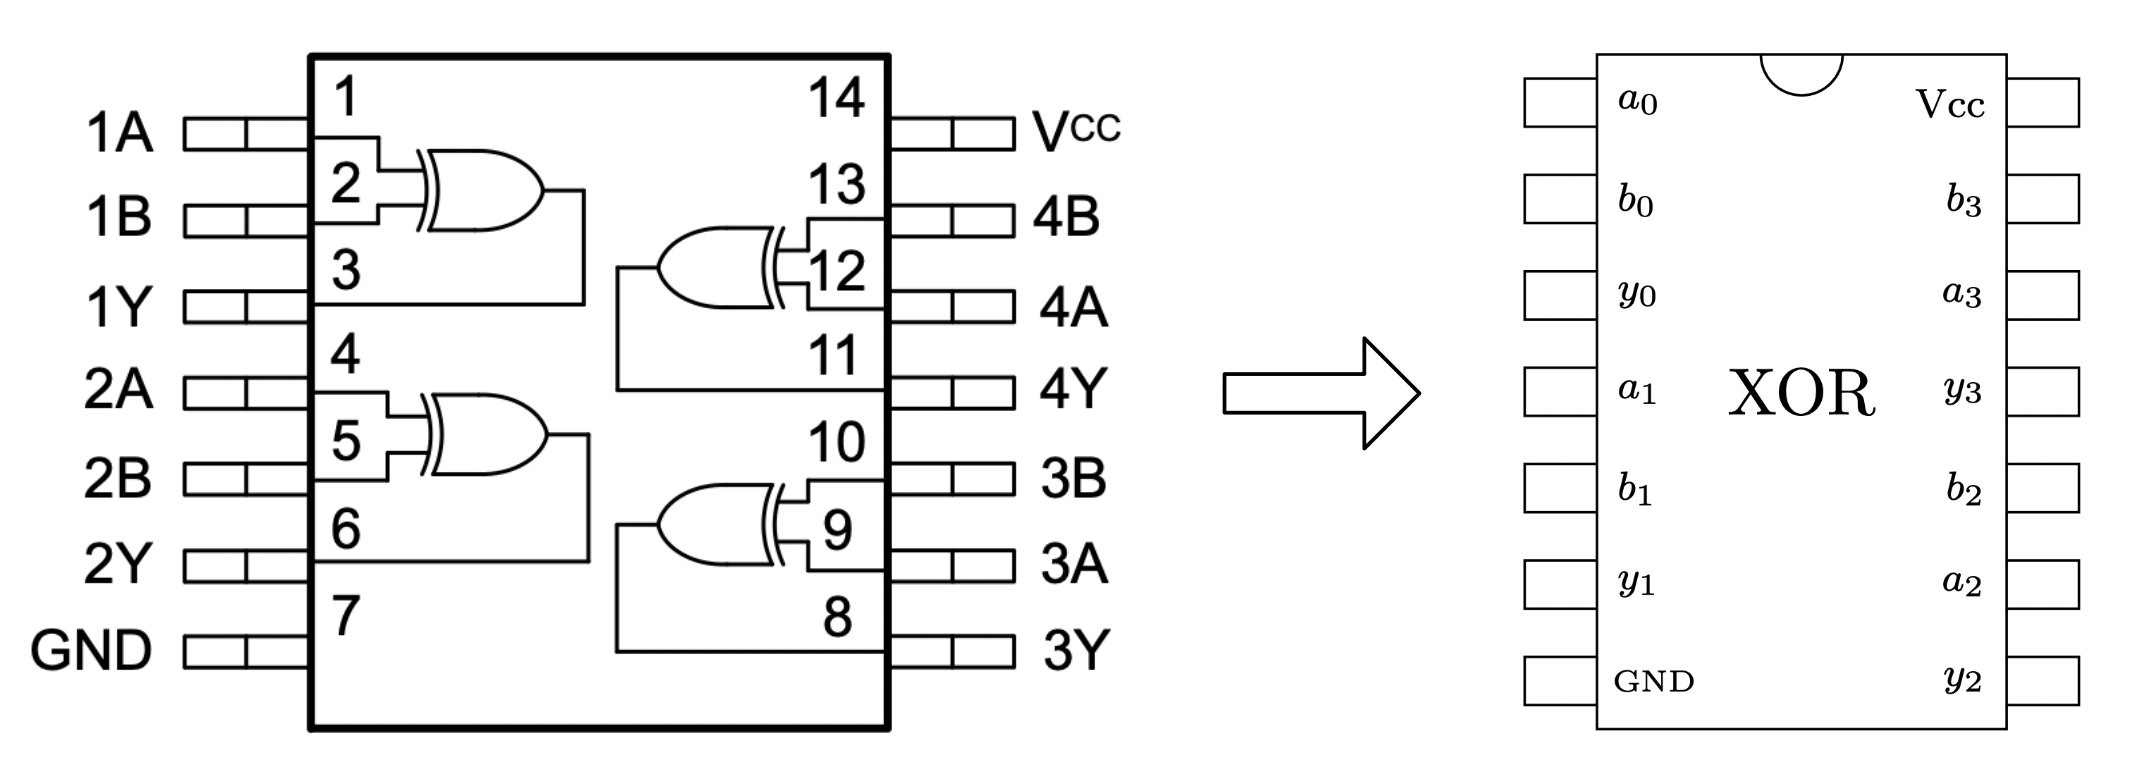 1 14
1A VCC
2 13
1B 4B
3 12
1Y 4A
4 11
2A 4Y
5 10
2B 3B
6 9
2Y 3A
7 8
GND 3Y
a₀ Vcc
b₀ b₃
y₀ a₃
a₁ XOR y₃
b₁ b₂
y₁ a₂
GND y₂